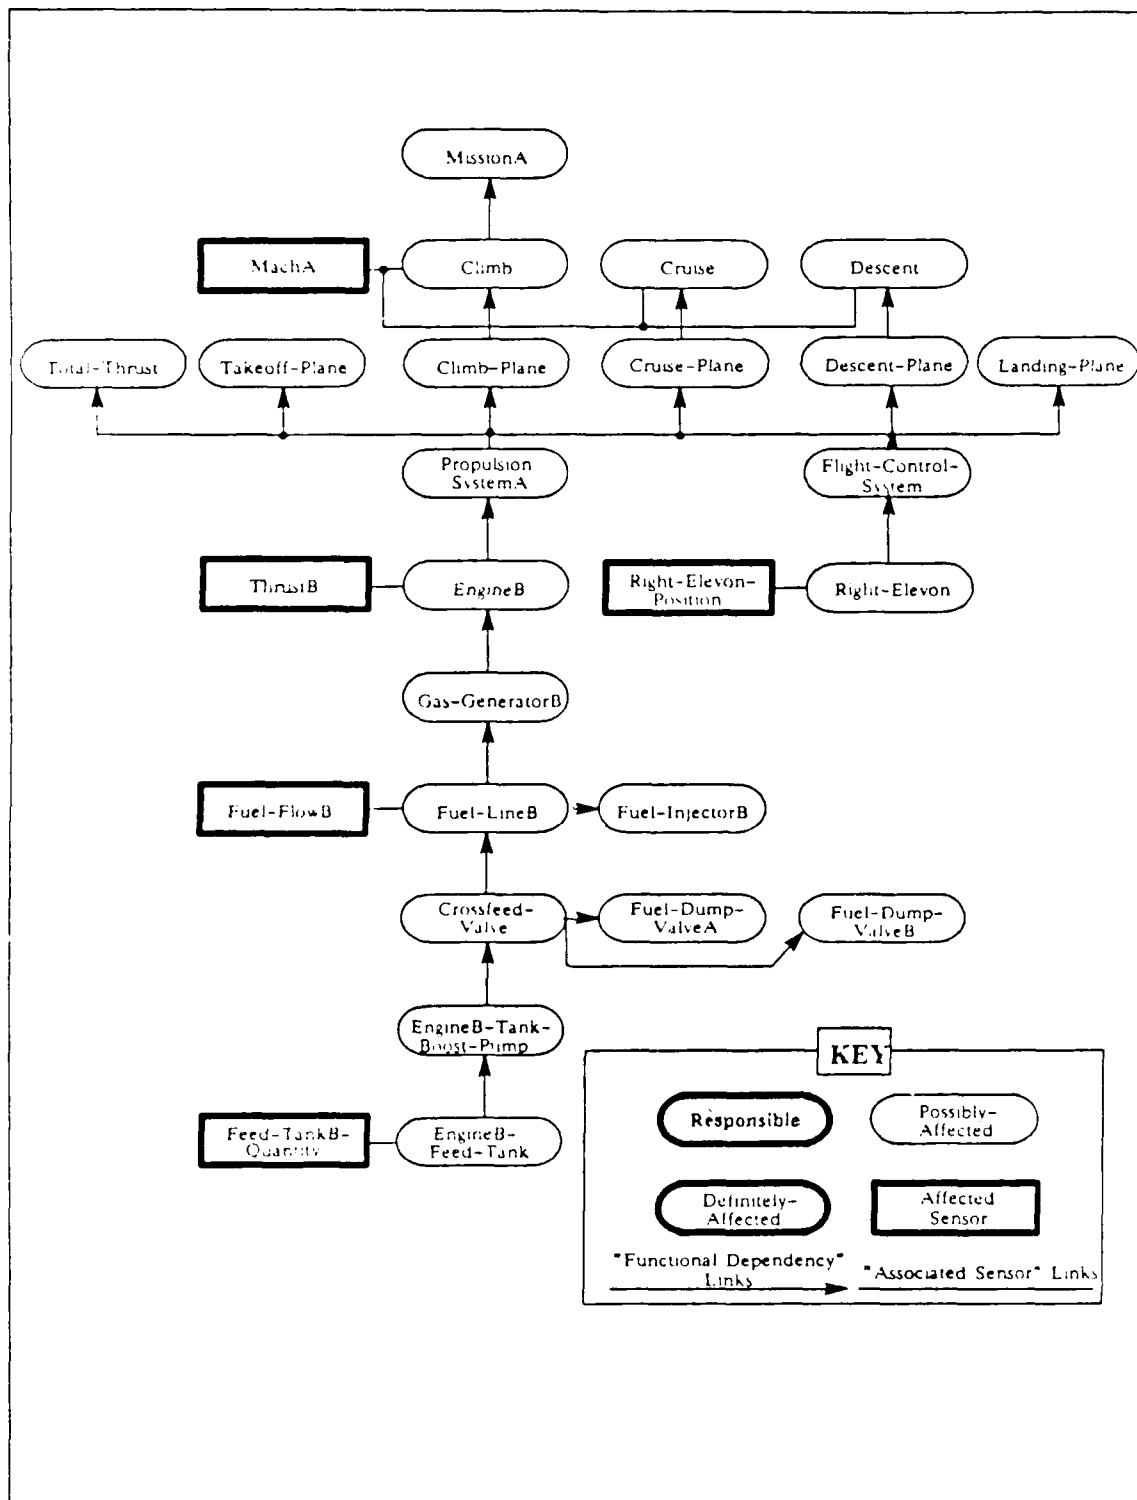 MissionA
MachA
Climb
Cruise
Descent
Total-Thrust
Takeoff-Plane
Climb-Plane
Cruise-Plane
Descent-Plane
Landing-Plane
Propulsion
SystemA
Flight-Control-
System
ThrustB
EngineB
Right-Elevon-
Position
Right-Elevon
Gas-GeneratorB
Fuel-FlowB
Fuel-LineB
Fuel-InjectorB
Crossfeed-
Valve
Fuel-Dump-
ValveA
Fuel-Dump-
ValveB
EngineB-Tank-
Boost-Pump
Feed-TankB-
Quantity
EngineB-
Feed-Tank
KEY
Responsible
Possibly-
Affected
Definitely-
Affected
Affected
Sensor
"Functional Dependency"
Links
"Associated Sensor" Links